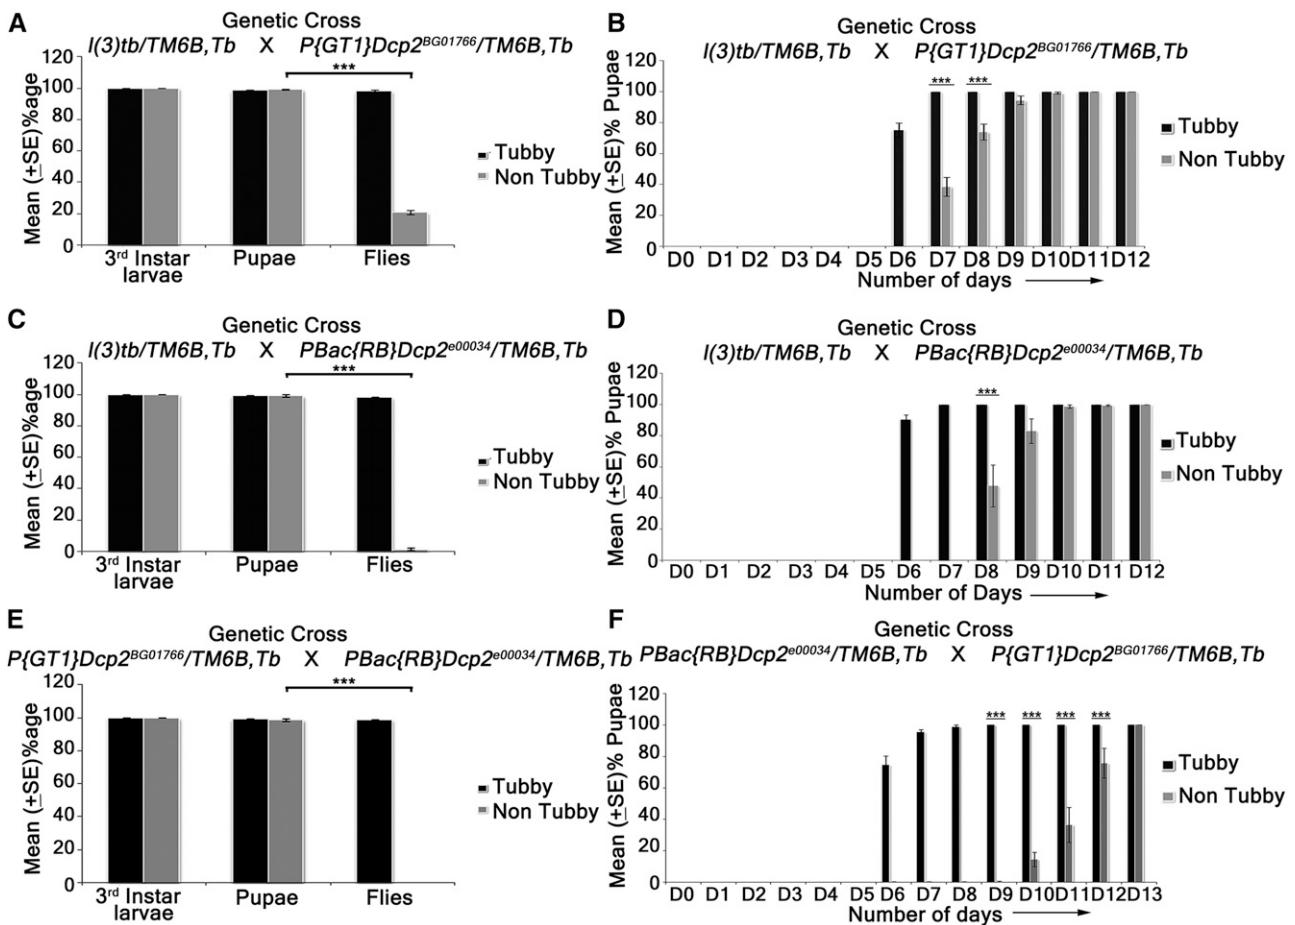 A
Genetic Cross
l(3)tb/TM6B,Tb X P{GT1}Dcp2BG01766/TM6B,Tb
***
Mean (±SE)%age
120
100
80
60
40
20
0
3rd Instar larvae
Pupae
Flies
Tubby
Non Tubby
B
Genetic Cross
l(3)tb/TM6B,Tb X P{GT1}Dcp2BG01766/TM6B,Tb
*** ***
Mean (±SE)% Pupae
120
100
80
60
40
20
0
D0 D1 D2 D3 D4 D5 D6 D7 D8 D9 D10 D11 D12
Number of days
Tubby
Non Tubby
C
Genetic Cross
l(3)tb/TM6B,Tb X PBac{RB}Dcp2e00034/TM6B,Tb
***
Mean (±SE)%age
120
100
80
60
40
20
0
3rd Instar larvae
Pupae
Flies
Tubby
Non Tubby
D
Genetic Cross
l(3)tb/TM6B,Tb X PBac{RB}Dcp2e00034/TM6B,Tb
***
Mean (±SE)% Pupae
120
100
80
60
40
20
0
D0 D1 D2 D3 D4 D5 D6 D7 D8 D9 D10 D11 D12
Number of Days
Tubby
Non Tubby
E
Genetic Cross
P{GT1}Dcp2BG01766/TM6B,Tb X PBac{RB}Dcp2e00034/TM6B,Tb
***
Mean (±SE)%age
120
100
80
60
40
20
0
3rd Instar larvae
Pupae
Flies
Tubby
Non Tubby
F
Genetic Cross
PBac{RB}Dcp2e00034/TM6B,Tb X P{GT1}Dcp2BG01766/TM6B,Tb
*** *** *** ***
Mean (±SE)% Pupae
120
100
80
60
40
20
0
D0 D1 D2 D3 D4 D5 D6 D7 D8 D9 D10 D11 D12 D13
Number of days
Tubby
Non Tubby